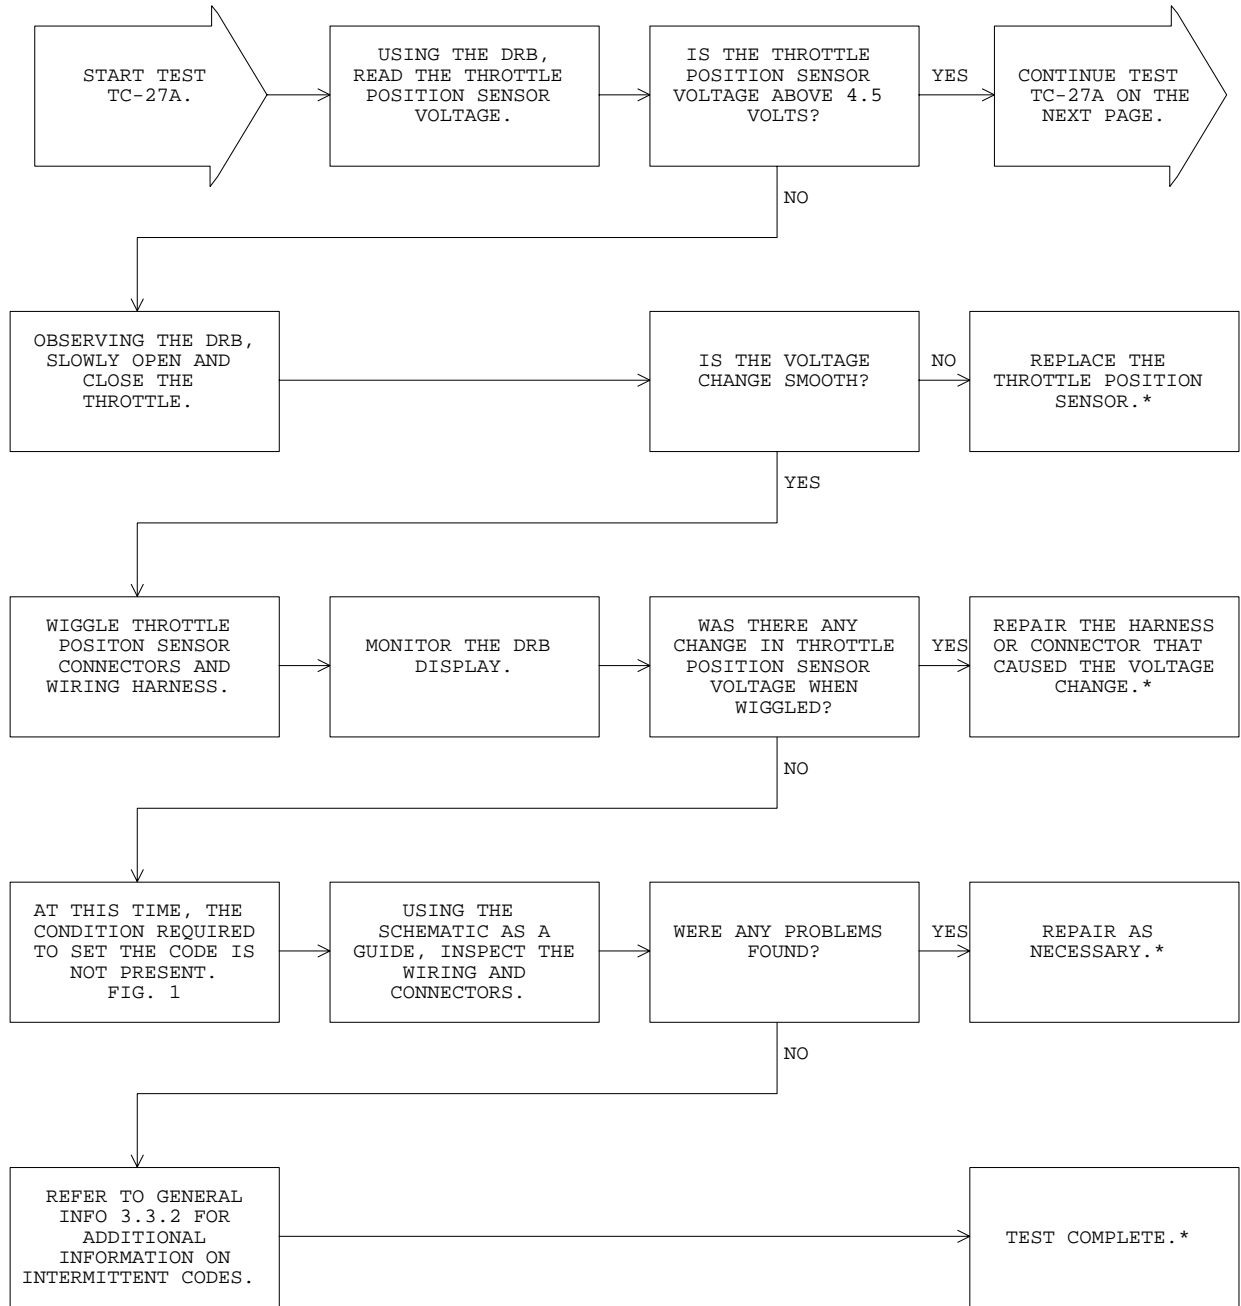 START TEST
TC-27A.
USING THE DRB,
READ THE THROTTLE
POSITION SENSOR
VOLTAGE.
IS THE THROTTLE
POSITION SENSOR
VOLTAGE ABOVE 4.5
VOLTS?
YES
CONTINUE TEST
TC-27A ON THE
NEXT PAGE.
NO
OBSERVING THE DRB,
SLOWLY OPEN AND
CLOSE THE
THROTTLE.
IS THE VOLTAGE
CHANGE SMOOTH?
NO
REPLACE THE
THROTTLE POSITION
SENSOR.*
YES
WIGGLE THROTTLE
POSITON SENSOR
CONNECTORS AND
WIRING HARNESS.
MONITOR THE DRB
DISPLAY.
WAS THERE ANY
CHANGE IN THROTTLE
POSITION SENSOR
VOLTAGE WHEN
WIGGLED?
YES
REPAIR THE HARNESS
OR CONNECTOR THAT
CAUSED THE VOLTAGE
CHANGE.*
NO
AT THIS TIME, THE
CONDITION REQUIRED
TO SET THE CODE IS
NOT PRESENT.
FIG. 1
USING THE
SCHEMATIC AS A
GUIDE, INSPECT THE
WIRING AND
CONNECTORS.
WERE ANY PROBLEMS
FOUND?
YES
REPAIR AS
NECESSARY.*
NO
REFER TO GENERAL
INFO 3.3.2 FOR
ADDITIONAL
INFORMATION ON
INTERMITTENT CODES.
TEST COMPLETE.*